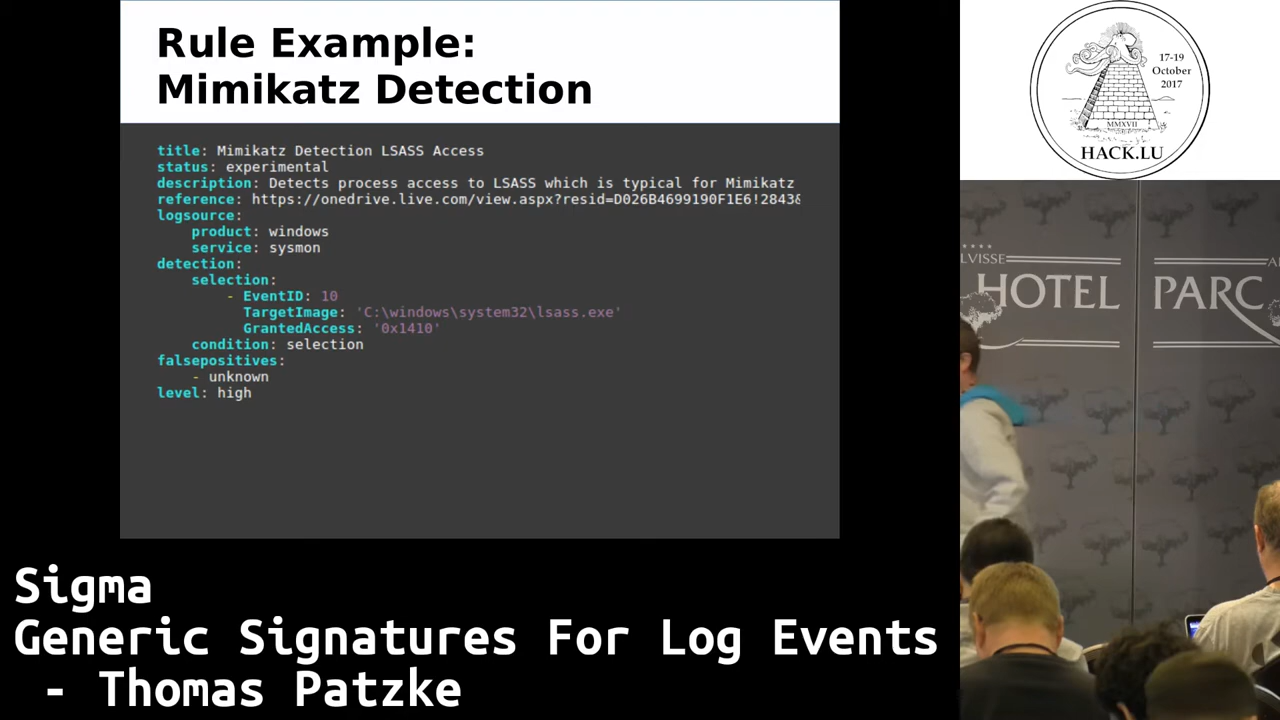 Rule Example:
Mimikatz Detection
title: Mimikatz Detection LSASS Access
status: experimental
description: Detects process access to LSASS which is typical for Mimikatz
reference: https://onedrive.live.com/view.aspx?resid=D026B4699190F1E6!2843&
logsource:
    product: windows
    service: sysmon
detection:
    selection:
        - EventID: 10
          TargetImage: 'C:\windows\system32\lsass.exe'
          GrantedAccess: '0x1410'
    condition: selection
falsepositives:
    - unknown
level: high
Sigma
Generic Signatures For Log Events
- Thomas Patzke
17-19
October
2017
MMXVII
HACK.LU
LVISSE
HOTEL PARC